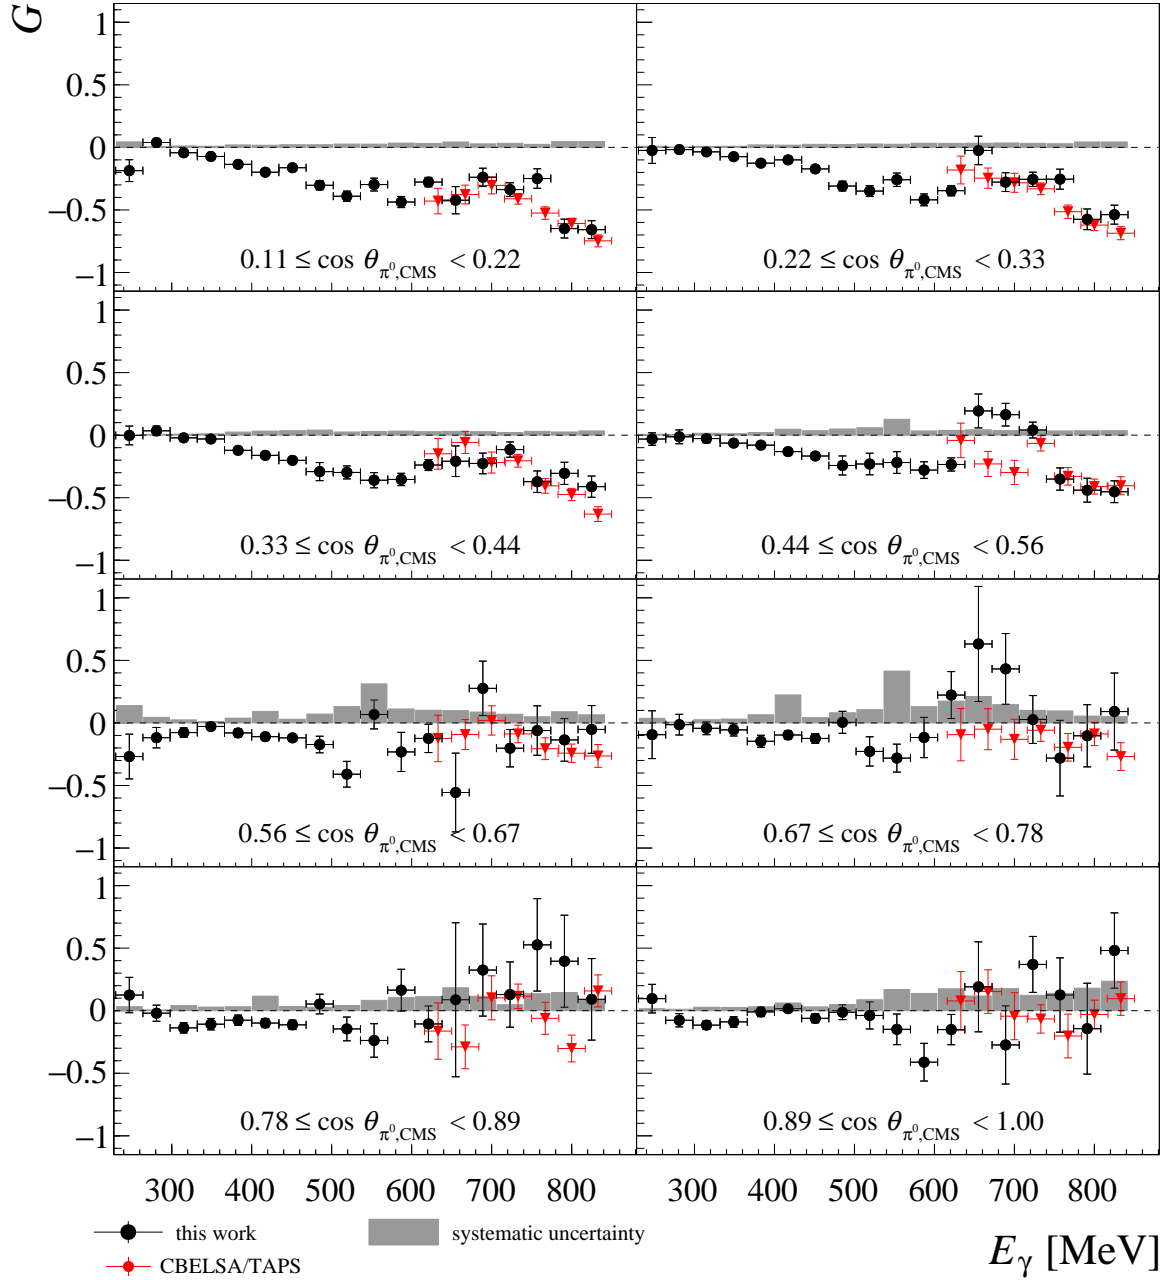 G
1
0.5
0
−0.5
−1
0.11 ≤ cos θπ⁰,CMS < 0.22
0.22 ≤ cos θπ⁰,CMS < 0.33
1
0.5
0
−0.5
−1
0.33 ≤ cos θπ⁰,CMS < 0.44
0.44 ≤ cos θπ⁰,CMS < 0.56
1
0.5
0
−0.5
−1
0.56 ≤ cos θπ⁰,CMS < 0.67
0.67 ≤ cos θπ⁰,CMS < 0.78
1
0.5
0
−0.5
−1
0.78 ≤ cos θπ⁰,CMS < 0.89
0.89 ≤ cos θπ⁰,CMS < 1.00
300 400 500 600 700 800
300 400 500 600 700 800
this work
systematic uncertainty
CBELSA/TAPS
Eγ [MeV]